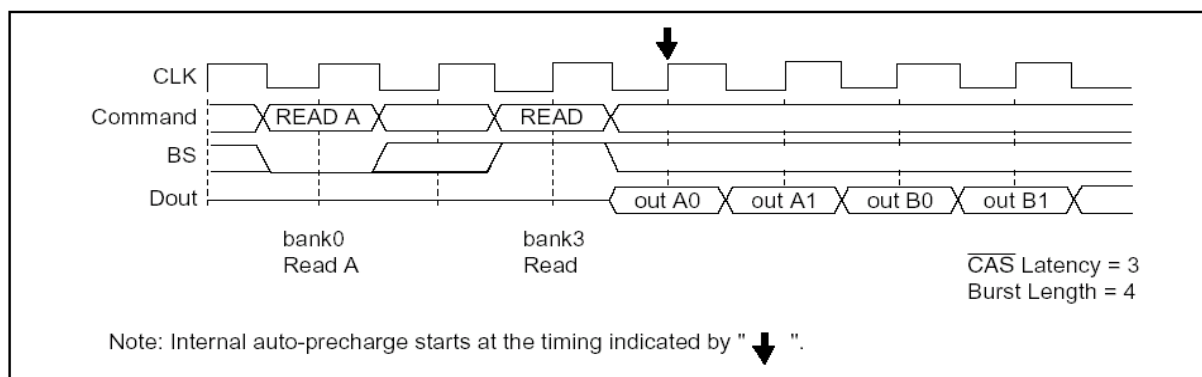 CLK
Command READ A READ
BS
Dout out A0 out A1 out B0 out B1
bank0 bank3
Read A Read
CAS Latency = 3
Burst Length = 4
Note: Internal auto-precharge starts at the timing indicated by " ".